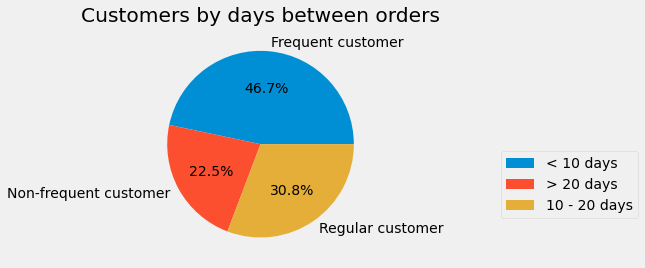 Customers by days between orders
Frequent customer
46.7%
22.5%
30.8%
Non-frequent customer
Regular customer
< 10 days
> 20 days
10 - 20 days